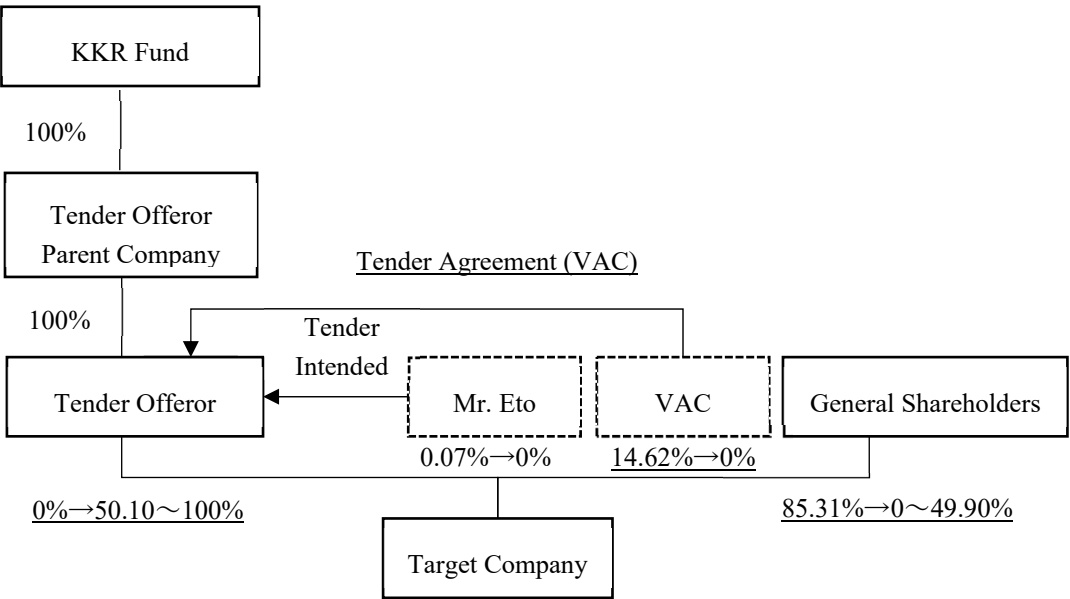 KKR Fund
100%
Tender Offeror
Parent Company
Tender Agreement (VAC)
100%
Tender
Intended
Tender Offeror
Mr. Eto
VAC
General Shareholders
0.07%→0%
14.62%→0%
0%→50.10～100%
85.31%→0～49.90%
Target Company